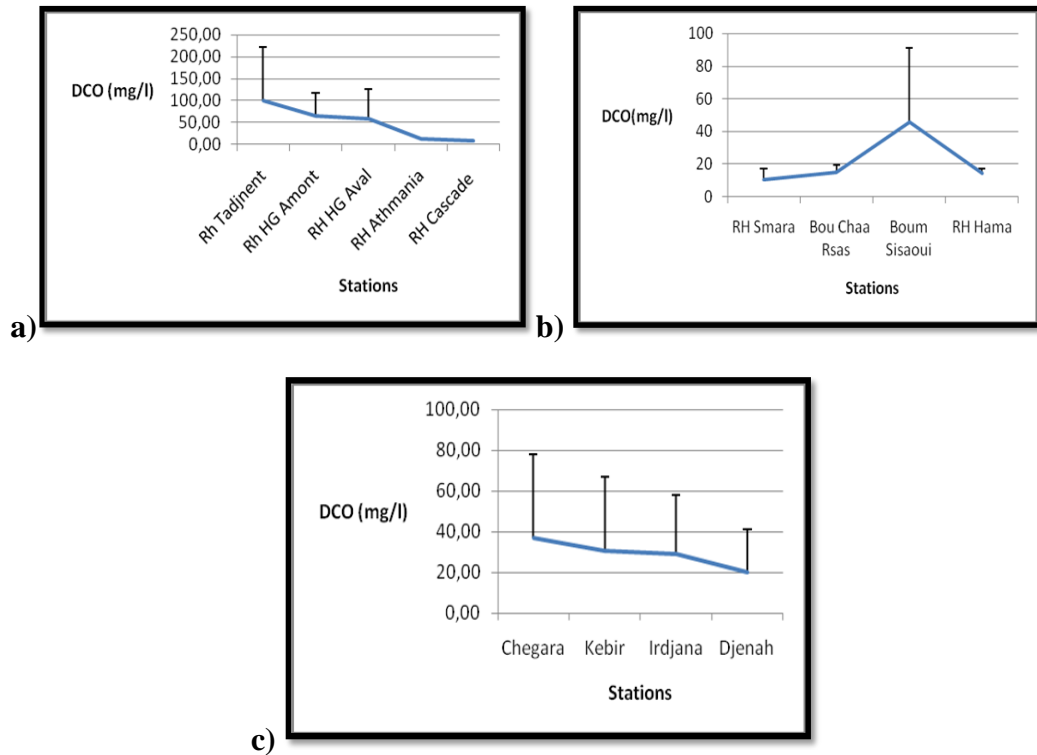 250,00
200,00
150,00
100,00
50,00
0,00
DCO (mg/l)
Rh Tadjnent
Rh HG Amont
RH HG Aval
RH Athmania
RH Cascade
Stations
a)
100
80
60
40
20
0
DCO(mg/l)
RH Smara
Bou Chaa Rsas
Boum Sisaoui
RH Hama
Stations
b)
100,00
80,00
60,00
40,00
20,00
0,00
DCO (mg/l)
Chegara
Kebir
Irdjana
Djenah
Stations
c)